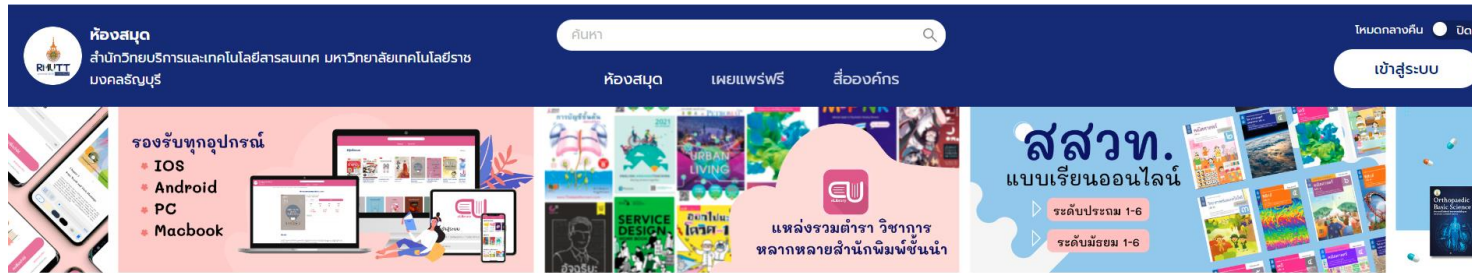 ห้องสมุด
สำนักวิทยบริการและเทคโนโลยีสารสนเทศ มหาวิทยาลัยเทคโนโลยีราช
มงคลธัญบุรี
RMUTT
ค้นหา
ห้องสมุด เผยแพร่ฟรี สื่อองค์กร
โหมดกลางคืน ปิด
เข้าสู่ระบบ
รองรับทุกอุปกรณ์
IOS
Android
PC
Macbook
2021
URBAN
LIVING
SERVICE
DESIGN
แหล่งรวมตำรา วิชาการ
หลากหลายสำนักพิมพ์ชั้นนำ
สสวท.
แบบเรียนออนไลน์
ระดับประถม 1-6
ระดับมัธยม 1-6
Orthopaedic
Basic Science